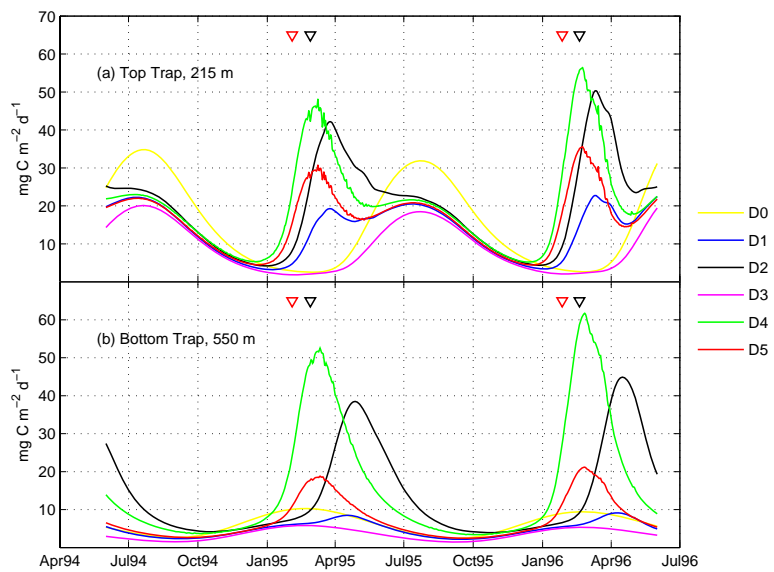 70
60
50
40
30
20
10
mg C m⁻² d⁻¹
(a) Top Trap, 215 m
60
50
40
30
20
10
mg C m⁻² d⁻¹
(b) Bottom Trap, 550 m
Apr94 Jul94 Oct94 Jan95 Apr95 Jul95 Oct95 Jan96 Apr96 Jul96
D0
D1
D2
D3
D4
D5